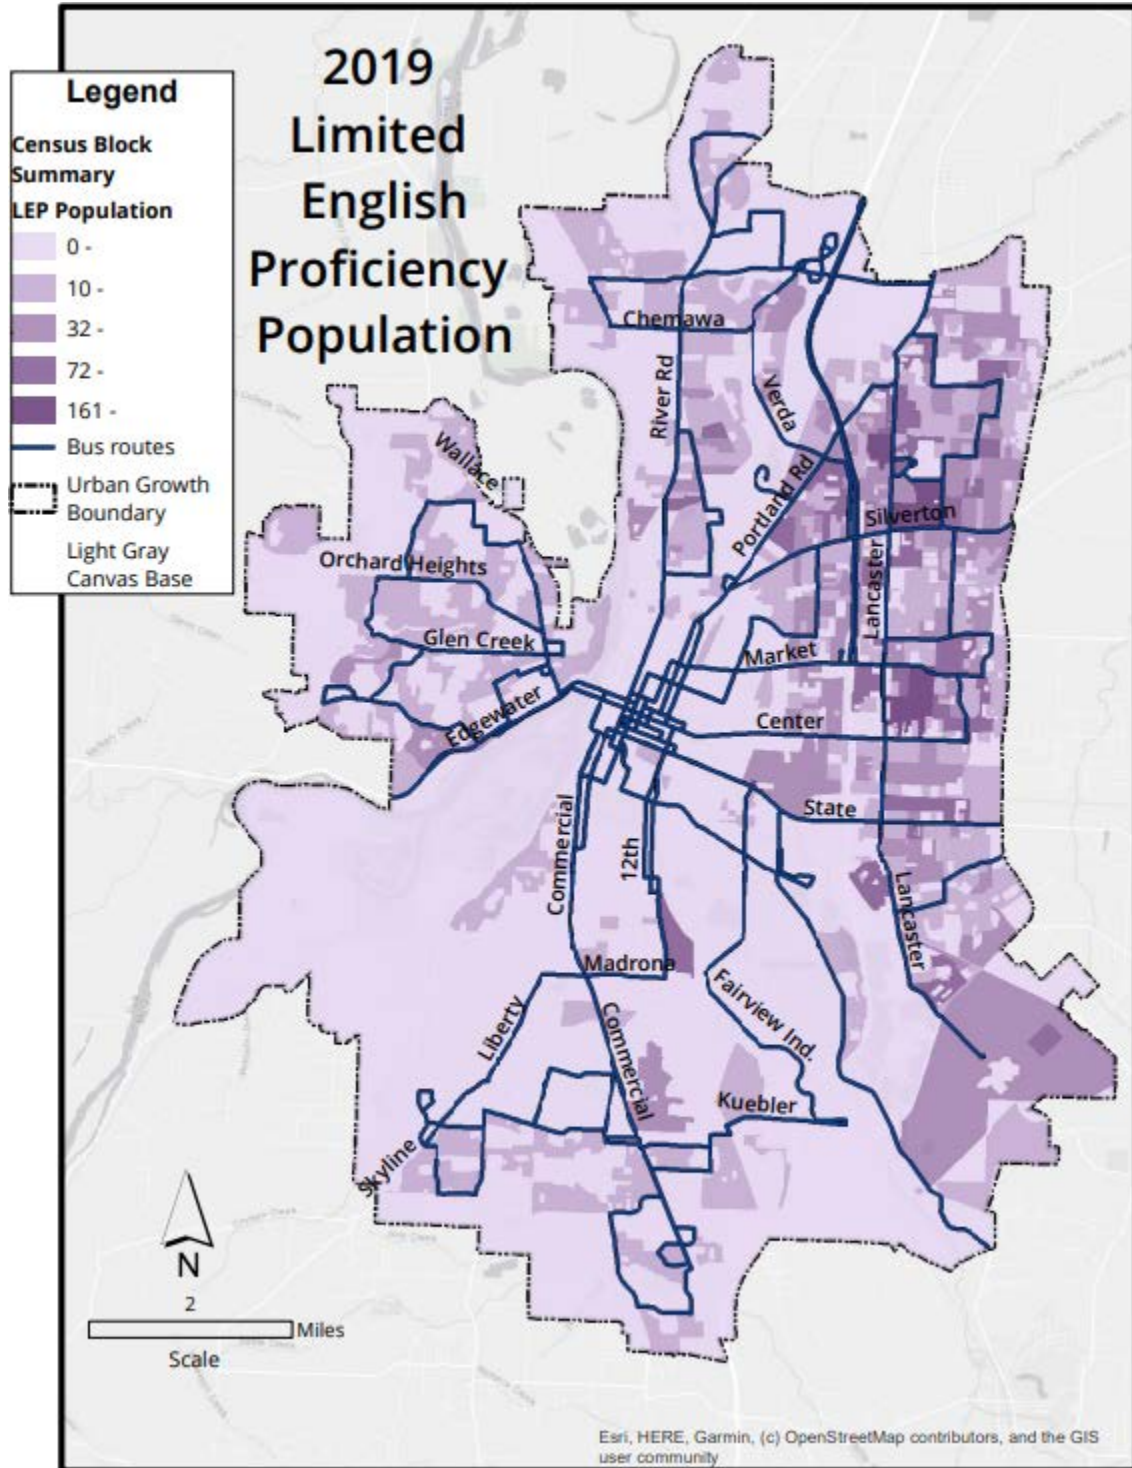 2019
Limited
English
Proficiency
Population
Legend
Census Block
Summary
LEP Population
0 -
10 -
32 -
72 -
161 -
Bus routes
Urban Growth
Boundary
Light Gray
Canvas Base
Chemawa
River Rd
Verda
Wallace
Portland Rd
Silverton
Orchard Heights
Lancaster
Glen Creek
Market
Edgewater
Center
State
Commercial
12th
Lancaster
Madrona
Fairview Ind.
Liberty
Commercial
Kuebler
Skyline
N
2
Miles
Scale
Esri, HERE, Garmin, (c) OpenStreetMap contributors, and the GIS
user community